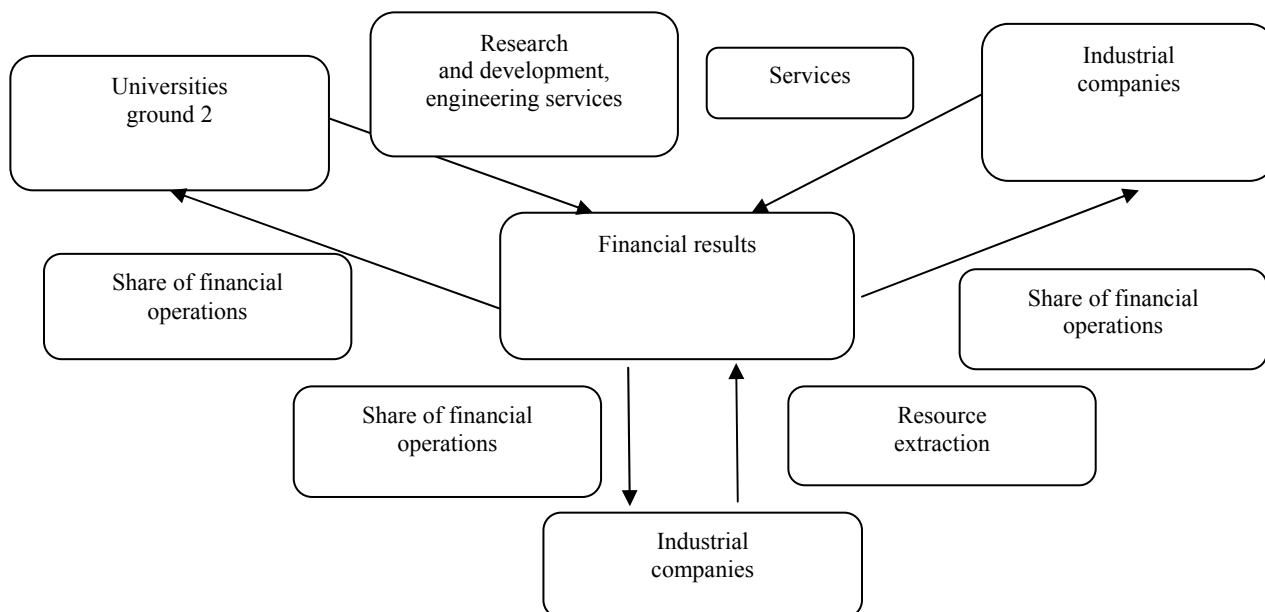 Research
and development,
engineering services
Services
Industrial
companies
Universities
ground 2
Financial results
Share of financial
operations
Share of financial
operations
Share of financial
operations
Resource
extraction
Industrial
companies